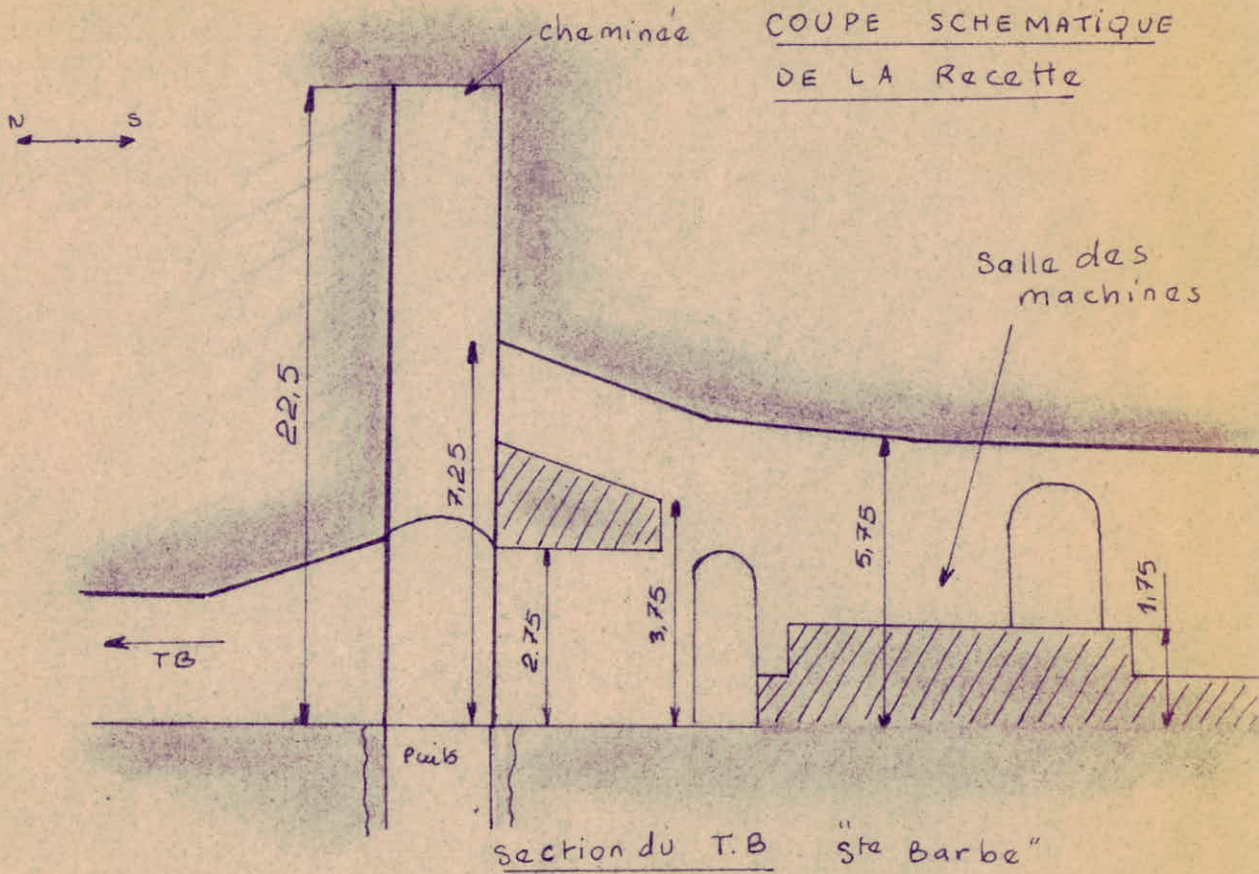 cheminée
COUPE SCHEMATIQUE
DE LA Recette
N S
Salle des
machines
22,5
7,25
2.75
3,75
5,75
1,75
TB
Puits
Section du T.B "Ste Barbe"